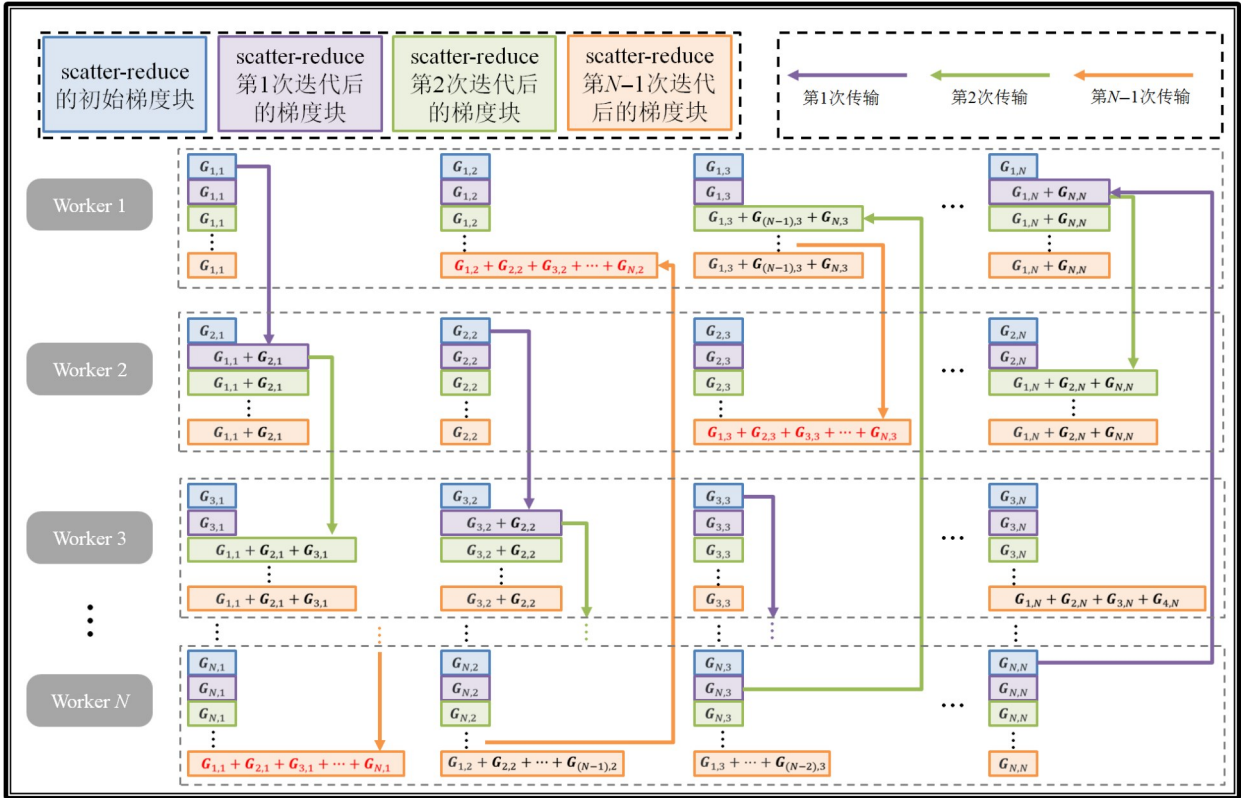 scatter-reduce
的初始梯度块
scatter-reduce
第1次迭代后
的梯度块
scatter-reduce
第2次迭代后
的梯度块
scatter-reduce
第N−1次迭代
后的梯度块
第1次传输
第2次传输
第N−1次传输
Worker 1
G1,1
G1,1
G1,1
⋮
G1,1
G1,2
G1,2
G1,2
⋮
G1,2 + G2,2 + G3,2 + ⋯ + GN,2
G1,3
G1,3
G1,3 + G(N−1),3 + GN,3
⋮
G1,3 + G(N−1),3 + GN,3
...
G1,N
G1,N + GN,N
G1,N + GN,N
⋮
G1,N + GN,N
Worker 2
G2,1
G1,1 + G2,1
G1,1 + G2,1
⋮
G1,1 + G2,1
G2,2
G2,2
G2,2
⋮
G2,2
G2,3
G2,3
G2,3
⋮
G1,3 + G2,3 + G3,3 + ⋯ + GN,3
...
G2,N
G2,N
G1,N + G2,N + GN,N
⋮
G1,N + G2,N + GN,N
Worker 3
G3,1
G3,1
G1,1 + G2,1 + G3,1
⋮
G1,1 + G2,1 + G3,1
G3,2
G3,2 + G2,2
G3,2 + G2,2
⋮
G3,2 + G2,2
G3,3
G3,3
G3,3
⋮
G3,3
...
G3,N
G3,N
G3,N
⋮
G1,N + G2,N + G3,N + G4,N
⋮
Worker N
GN,1
GN,1
GN,1
⋮
G1,1 + G2,1 + G3,1 + ⋯ + GN,1
GN,2
GN,2
GN,2
⋮
G1,2 + G2,2 + ⋯ + G(N−1),2
GN,3
GN,3
GN,3
⋮
G1,3 + ⋯ + G(N−2),3
...
GN,N
GN,N
GN,N
⋮
GN,N